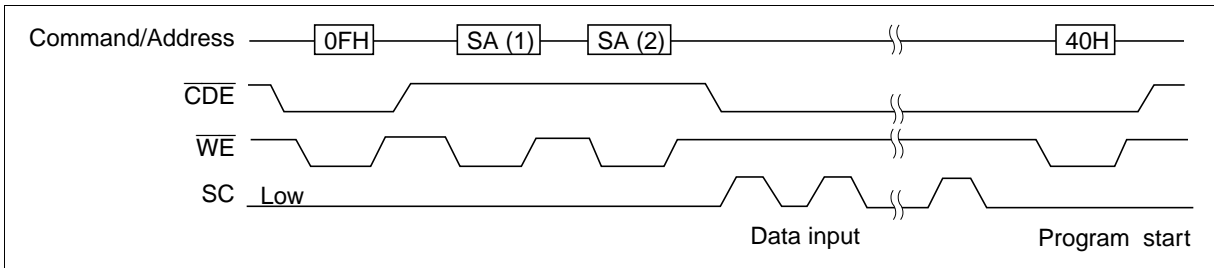 Command/Address 0FH SA (1) SA (2) 40H
CDE
WE
SC Low
Data input Program start